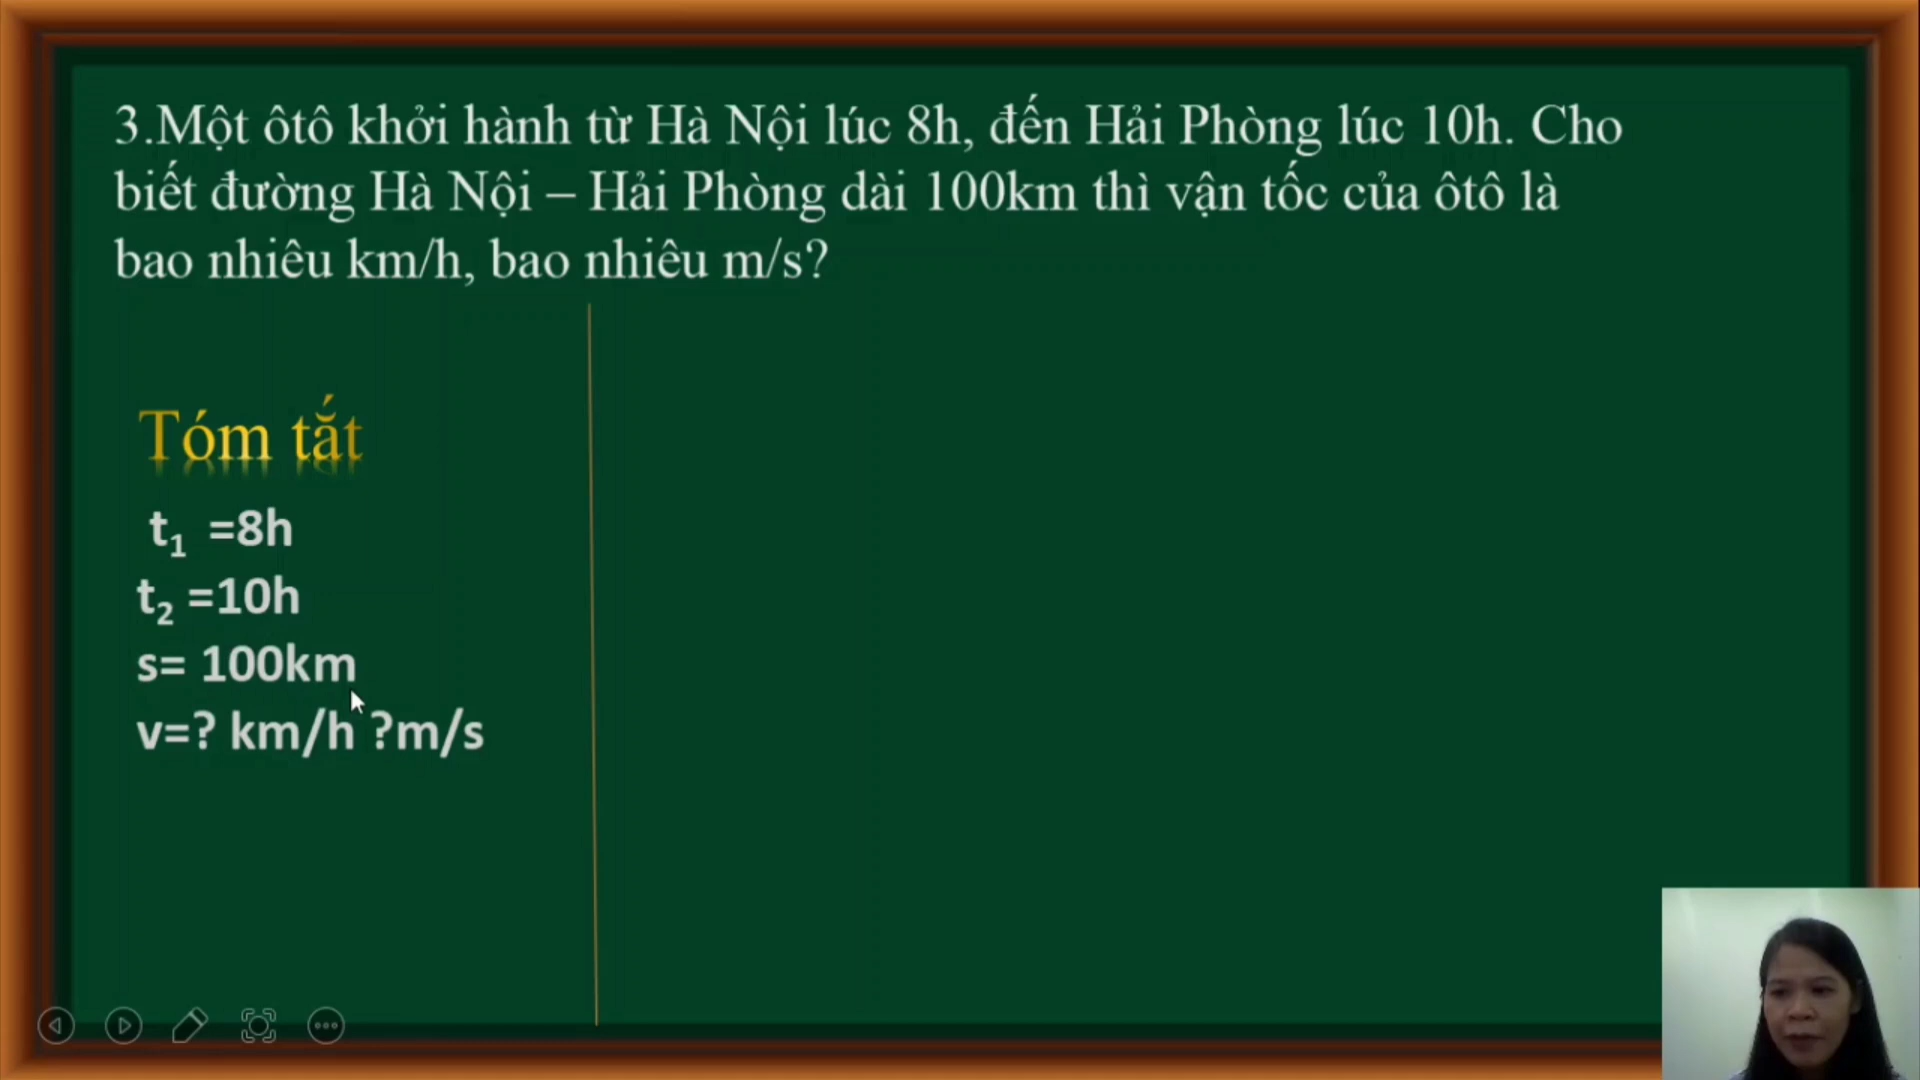 3.Một ôtô khởi hành từ Hà Nội lúc 8h, đến Hải Phòng lúc 10h. Cho
biết đường Hà Nội – Hải Phòng dài 100km thì vận tốc của ôtô là
bao nhiêu km/h, bao nhiêu m/s?
Tóm tắt
t₁ =8h
t₂ =10h
s= 100km
v=? km/h ?m/s